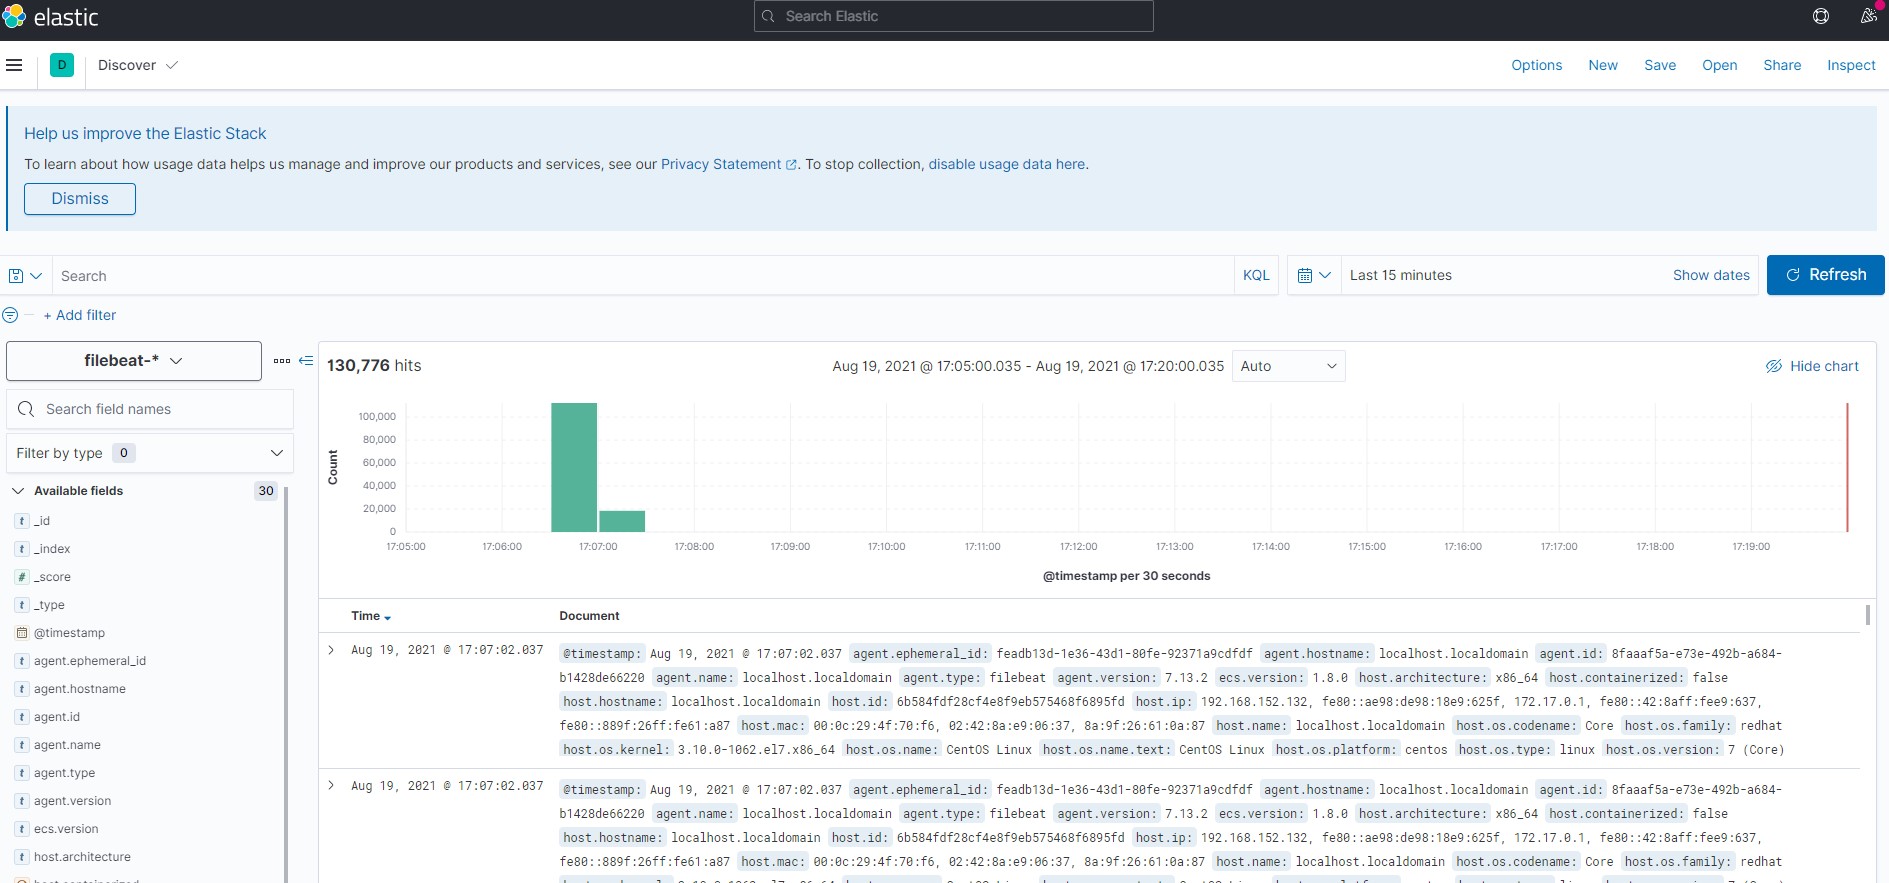 elastic
Search Elastic
D Discover
Options New Save Open Share Inspect
Help us improve the Elastic Stack
To learn about how usage data helps us manage and improve our products and services, see our Privacy Statement. To stop collection, disable usage data here.
Dismiss
Search KQL Last 15 minutes Show dates Refresh
+ Add filter
filebeat-*
Search field names
Filter by type 0
Available fields 30
t _id
t _index
# _score
t _type
@timestamp
t agent.ephemeral_id
t agent.hostname
t agent.id
t agent.name
t agent.type
t agent.version
t ecs.version
t host.architecture
130,776 hits
Aug 19, 2021 @ 17:05:00.035 - Aug 19, 2021 @ 17:20:00.035 Auto
Hide chart
Count
100,000
80,000
60,000
40,000
20,000
0
17:05:00 17:06:00 17:07:00 17:08:00 17:09:00 17:10:00 17:11:00 17:12:00 17:13:00 17:14:00 17:15:00 17:16:00 17:17:00 17:18:00 17:19:00
@timestamp per 30 seconds
Time Document
Aug 19, 2021 @ 17:07:02.037 @timestamp: Aug 19, 2021 @ 17:07:02.037 agent.ephemeral_id: feadb13d-1e36-43d1-80fe-92371a9cdfdf agent.hostname: localhost.localdomain agent.id: 8faaaf5a-e73e-492b-a684-
b1428de66220 agent.name: localhost.localdomain agent.type: filebeat agent.version: 7.13.2 ecs.version: 1.8.0 host.architecture: x86_64 host.containerized: false
host.hostname: localhost.localdomain host.id: 6b584fdf28cf4e8f9eb575468f6895fd host.ip: 192.168.152.132, fe80::ae98:de98:18e9:625f, 172.17.0.1, fe80::42:8aff:fee9:637,
fe80::889f:26ff:fe61:a87 host.mac: 00:0c:29:4f:70:f6, 02:42:8a:e9:06:37, 8a:9f:26:61:0a:87 host.name: localhost.localdomain host.os.codename: Core host.os.family: redhat
host.os.kernel: 3.10.0-1062.el7.x86_64 host.os.name: CentOS Linux host.os.name.text: CentOS Linux host.os.platform: centos host.os.type: linux host.os.version: 7 (Core)
Aug 19, 2021 @ 17:07:02.037 @timestamp: Aug 19, 2021 @ 17:07:02.037 agent.ephemeral_id: feadb13d-1e36-43d1-80fe-92371a9cdfdf agent.hostname: localhost.localdomain agent.id: 8faaaf5a-e73e-492b-a684-
b1428de66220 agent.name: localhost.localdomain agent.type: filebeat agent.version: 7.13.2 ecs.version: 1.8.0 host.architecture: x86_64 host.containerized: false
host.hostname: localhost.localdomain host.id: 6b584fdf28cf4e8f9eb575468f6895fd host.ip: 192.168.152.132, fe80::ae98:de98:18e9:625f, 172.17.0.1, fe80::42:8aff:fee9:637,
fe80::889f:26ff:fe61:a87 host.mac: 00:0c:29:4f:70:f6, 02:42:8a:e9:06:37, 8a:9f:26:61:0a:87 host.name: localhost.localdomain host.os.codename: Core host.os.family: redhat